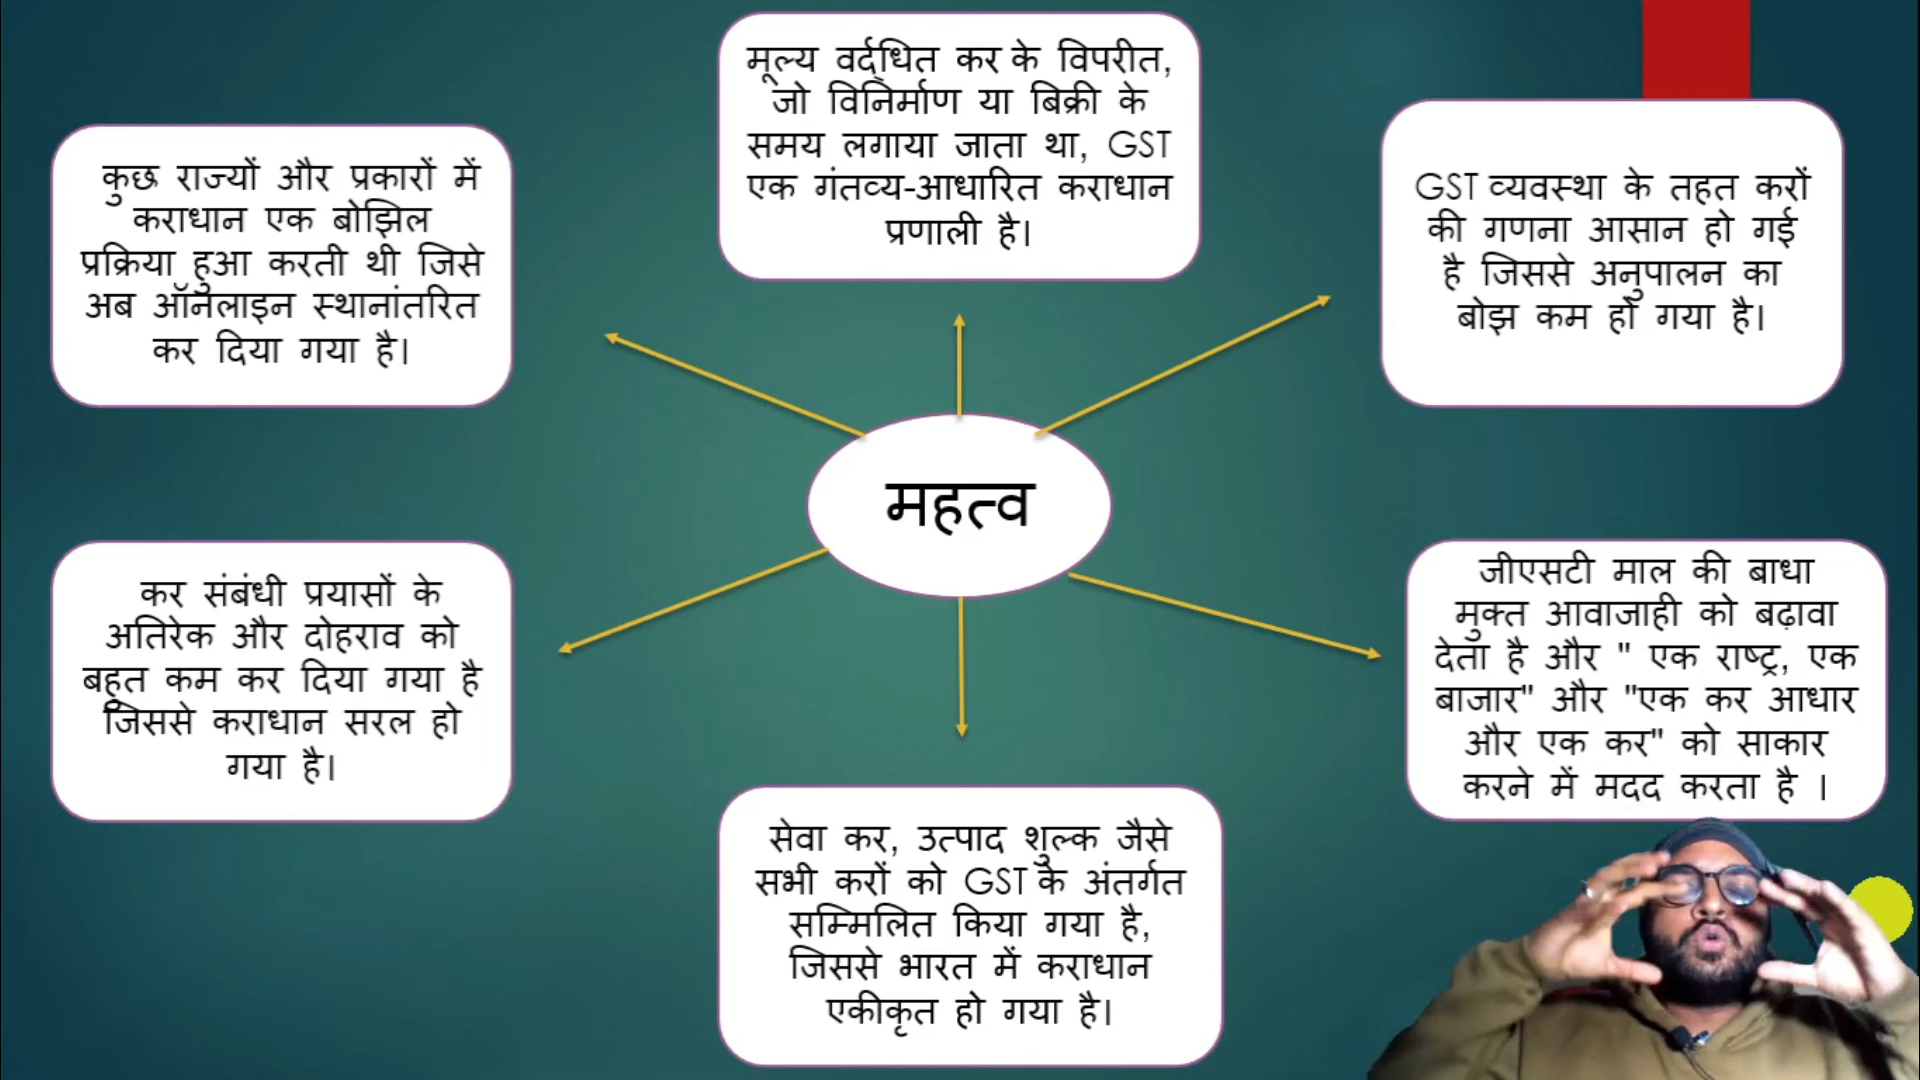 मूल्य वर्द्धित कर के विपरीत,
जो विनिर्माण या बिक्री के
समय लगाया जाता था, GST
एक गंतव्य-आधारित कराधान
प्रणाली है।
कुछ राज्यों और प्रकारों में
कराधान एक बोझिल
प्रक्रिया हुआ करती थी जिसे
अब ऑनलाइन स्थानांतरित
कर दिया गया है।
GST व्यवस्था के तहत करों
की गणना आसान हो गई
है जिससे अनुपालन का
बोझ कम हो गया है।
महत्व
कर संबंधी प्रयासों के
अतिरेक और दोहराव को
बहुत कम कर दिया गया है
जिससे कराधान सरल हो
गया है।
जीएसटी माल की बाधा
मुक्त आवाजाही को बढ़ावा
देता है और " एक राष्ट्र, एक
बाजार" और "एक कर आधार
और एक कर" को साकार
करने में मदद करता है ।
सेवा कर, उत्पाद शुल्क जैसे
सभी करों को GST के अंतर्गत
सम्मिलित किया गया है,
जिससे भारत में कराधान
एकीकृत हो गया है।